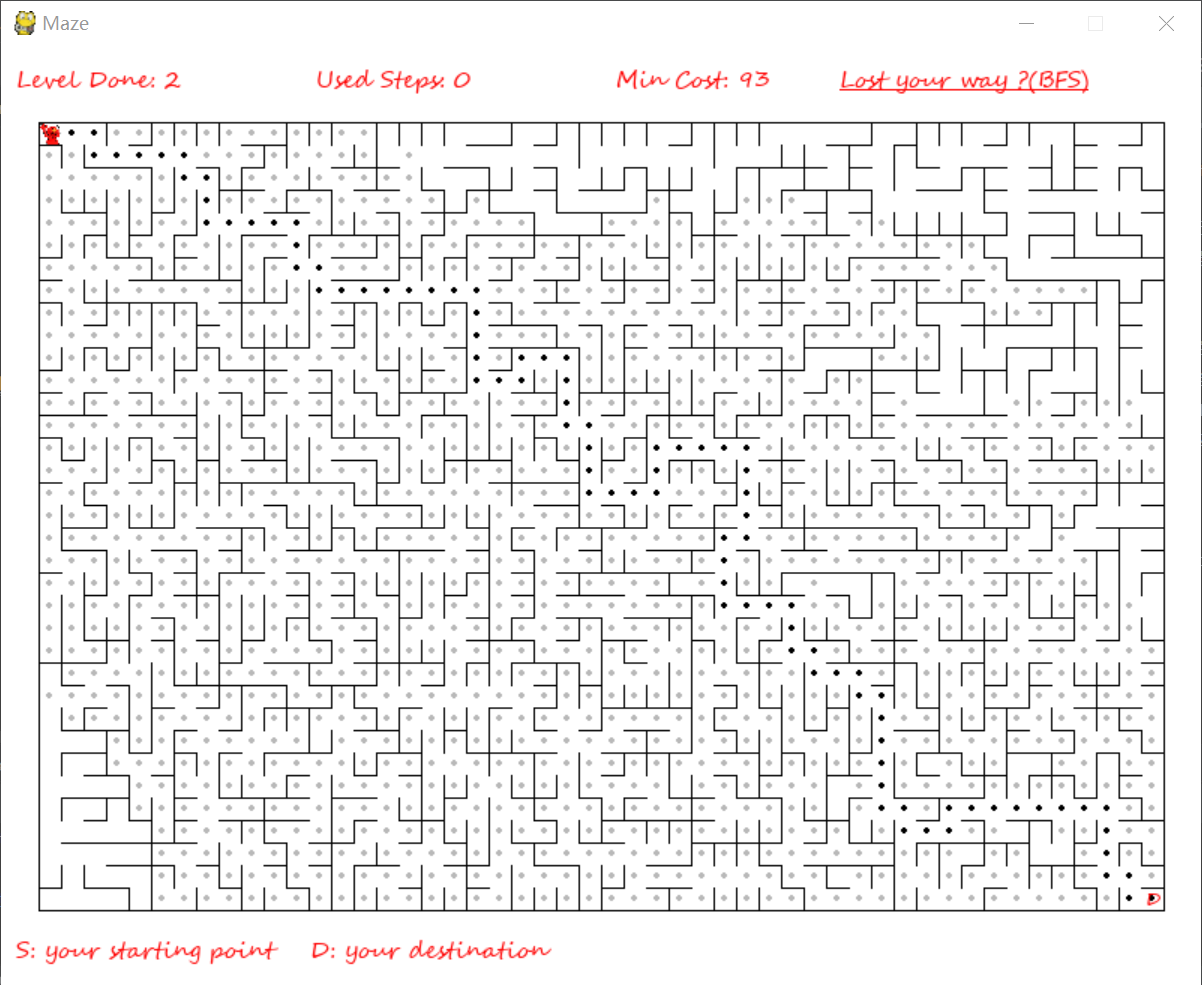 Maze
Level Done: 2 Used Steps: 0 Min Cost: 93 Lost your way ?(BFS)
D
S: your starting point D: your destination